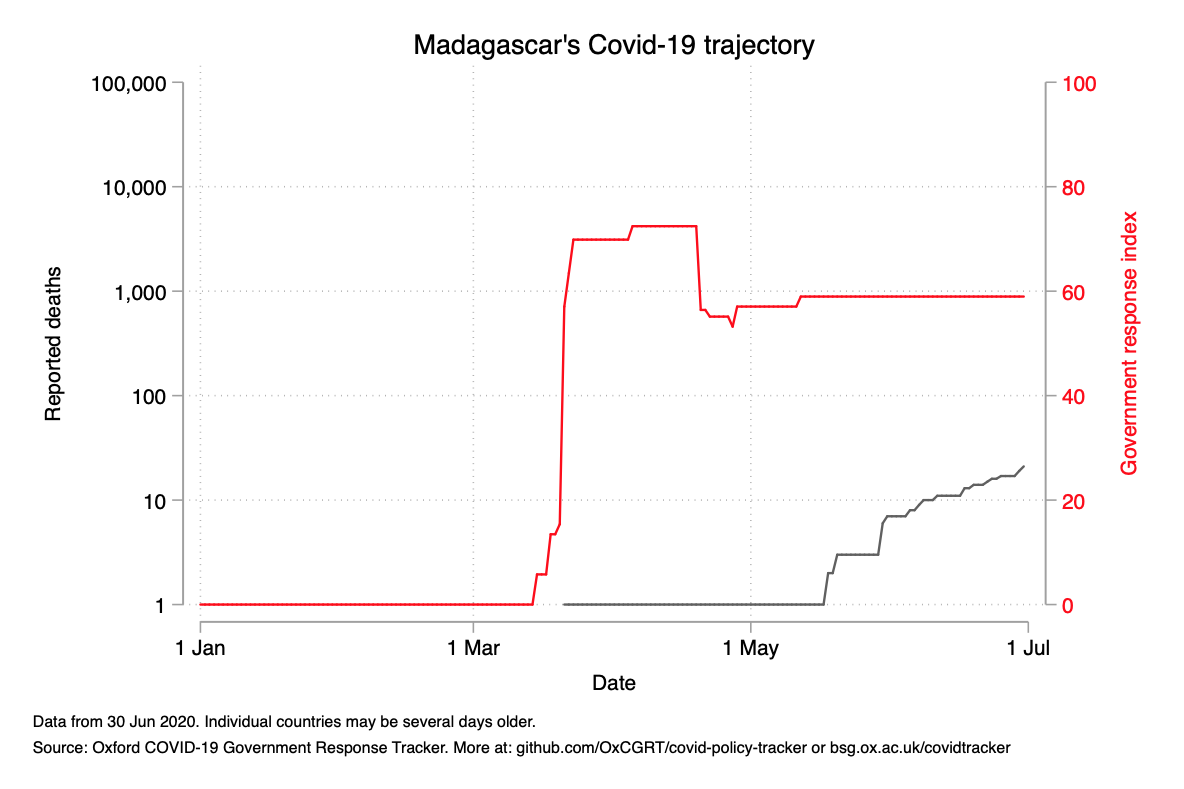 Madagascar's Covid-19 trajectory
100,000
10,000
1,000
100
10
1
Reported deaths
100
80
60
40
20
0
Government response index
1 Jan
1 Mar
1 May
1 Jul
Date
Data from 30 Jun 2020. Individual countries may be several days older.
Source: Oxford COVID-19 Government Response Tracker. More at: github.com/OxCGRT/covid-policy-tracker or bsg.ox.ac.uk/covidtracker